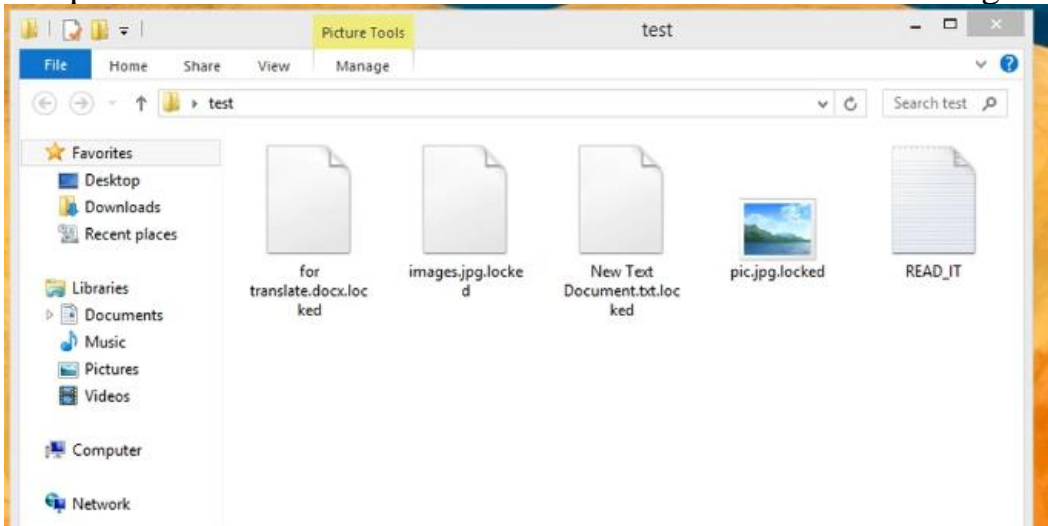 Picture Tools
test
File
Home
Share
View
Manage
test
Search test
Favorites
Desktop
Downloads
Recent places
Libraries
Documents
Music
Pictures
Videos
Computer
Network
for
translate.docx.loc
ked
images.jpg.locke
d
New Text
Document.txt.loc
ked
pic.jpg.locked
READ_IT